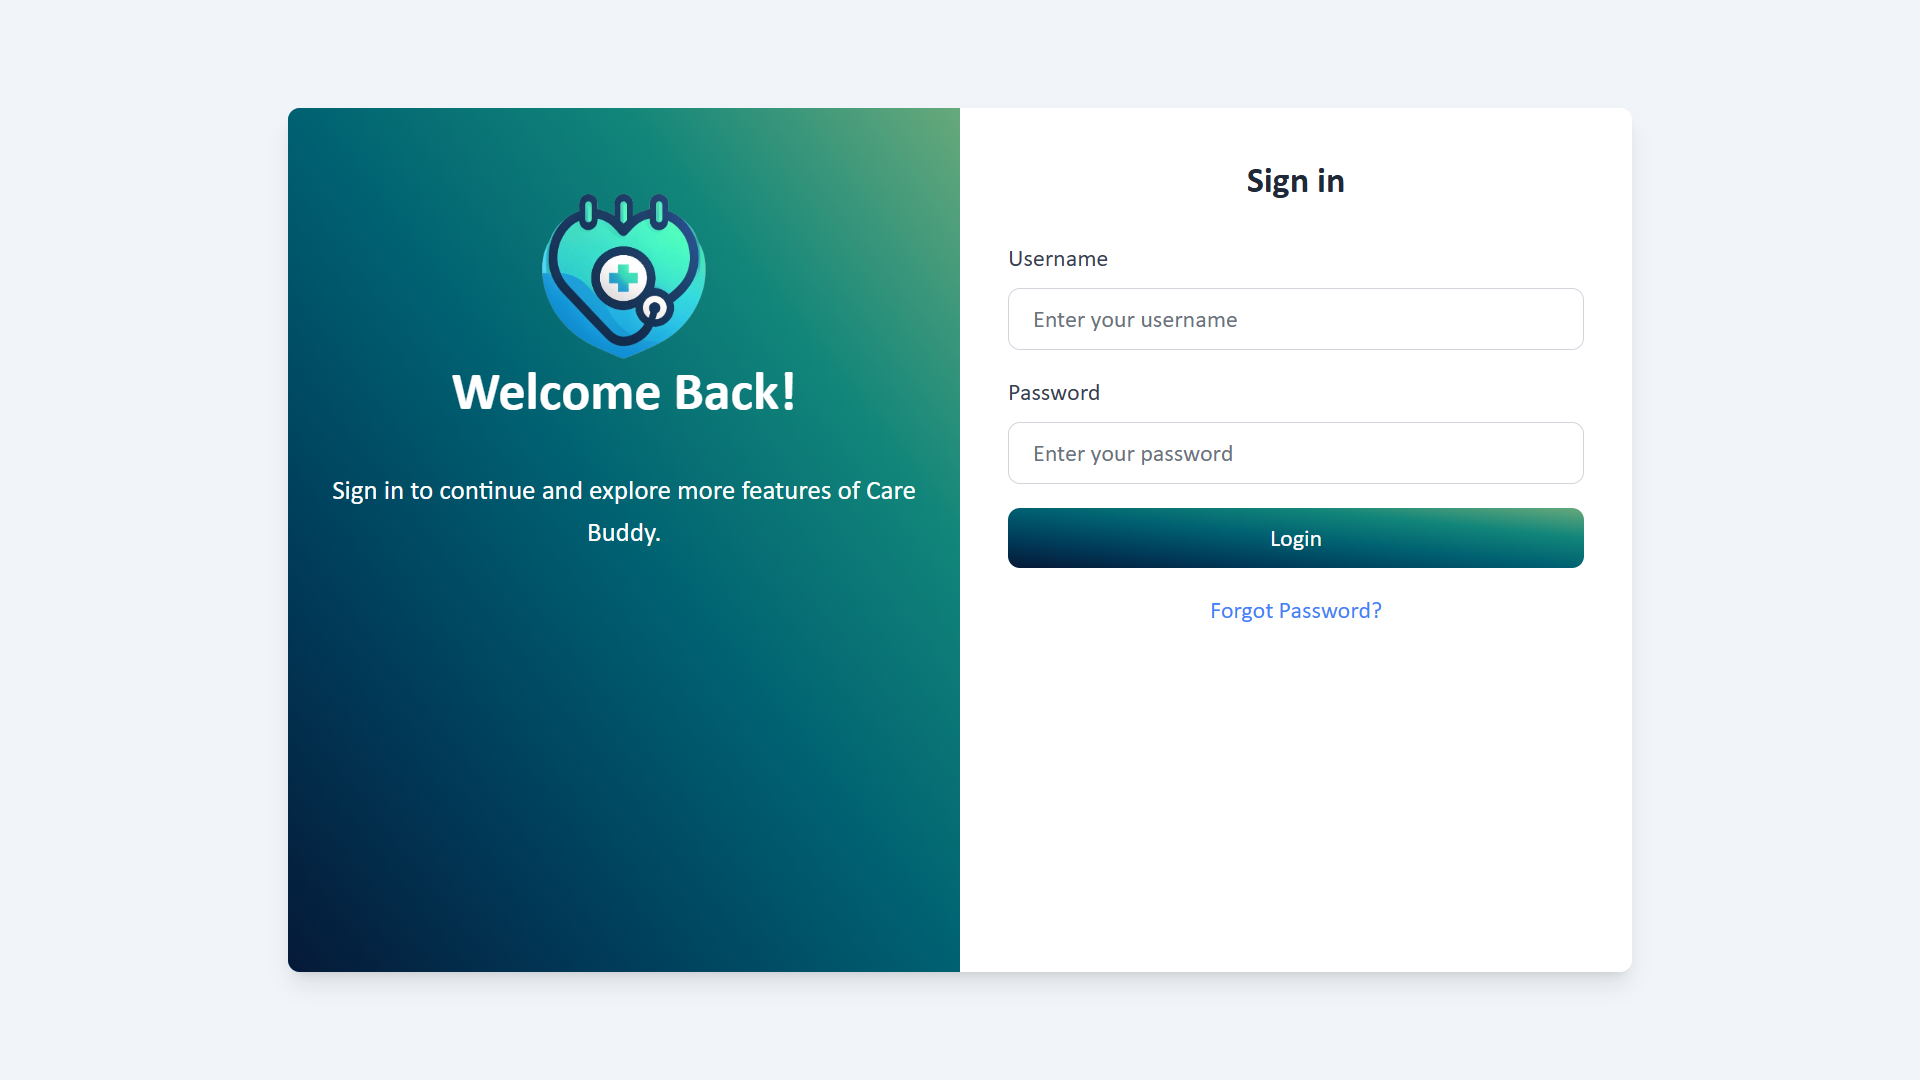 Welcome Back!
Sign in to continue and explore more features of Care
Buddy.
Sign in
Username
Enter your username
Password
Enter your password
Login
Forgot Password?